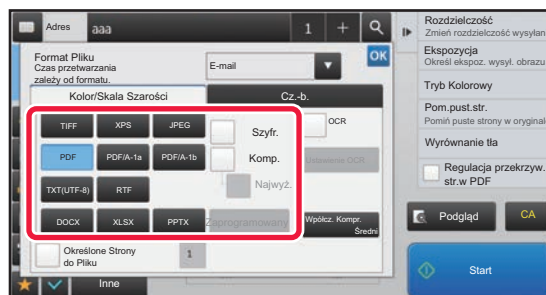 Adres
aaa
1
Format Pliku
Czas przetwarzania
zależy od formatu.
E-mail
OK
Kolor/Skala Szarości
Cz.-b.
TIFF
XPS
JPEG
Szyfr.
OCR
PDF
PDF/A-1a
PDF/A-1b
Komp.
Ustawienie OCR
TXT(UTF-8)
RTF
Najwyż.
DOCX
XLSX
PPTX
Zaprogramowany
Wpółcz. Kompr.
Średni
Określone Strony
do Pliku
1
Inne
Rozdzielczość
Zmień rozdzielczość wysyłan
Ekspozycja
Określ ekspoz. wysył. obrazu
Tryb Kolorowy
Pom.pust.str.
Pomiń puste strony w oryginal
Wyrównanie tła
Regulacja przekrzyw.
str.w PDF
Podgląd
CA
Start